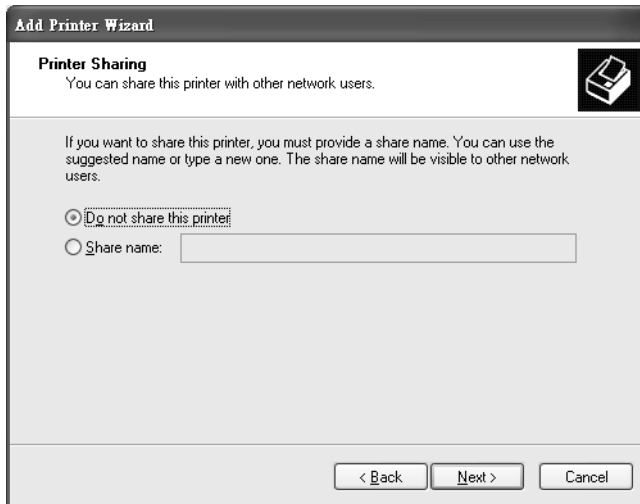 Add Printer Wizard
Printer Sharing
You can share this printer with other network users.
If you want to share this printer, you must provide a share name. You can use the
suggested name or type a new one. The share name will be visible to other network
users.
Do not share this printer
Share name:
< Back
Next >
Cancel